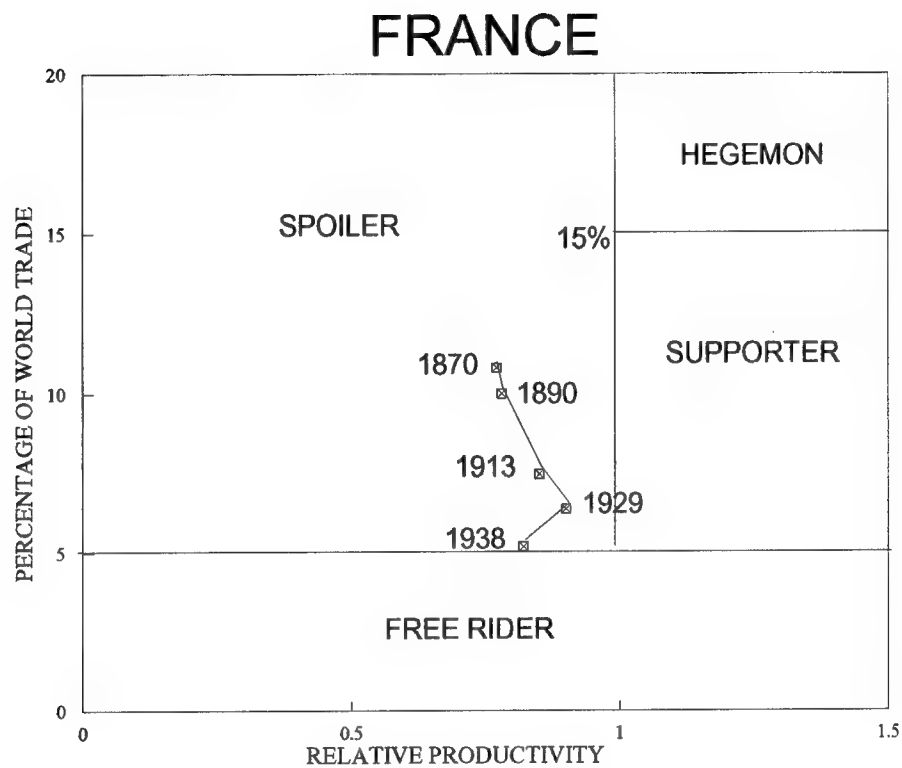 FRANCE
20
HEGEMON
SPOILER
15
15%
SUPPORTER
1870
10
1890
1913
1929
1938
5
FREE RIDER
0
0
0.5
1
1.5
RELATIVE PRODUCTIVITY
PERCENTAGE OF WORLD TRADE